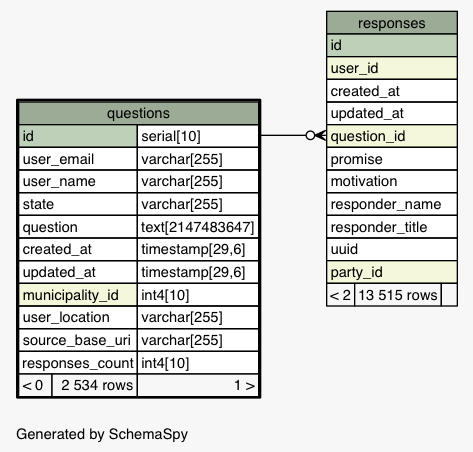 responses
id
user_id
created_at
updated_at
question_id
promise
motivation
responder_name
responder_title
uuid
party_id
< 2 13 515 rows
questions
id serial[10]
user_email varchar[255]
user_name varchar[255]
state varchar[255]
question text[2147483647]
created_at timestamp[29,6]
updated_at timestamp[29,6]
municipality_id int4[10]
user_location varchar[255]
source_base_uri varchar[255]
responses_count int4[10]
< 0 2 534 rows 1 >
Generated by SchemaSpy